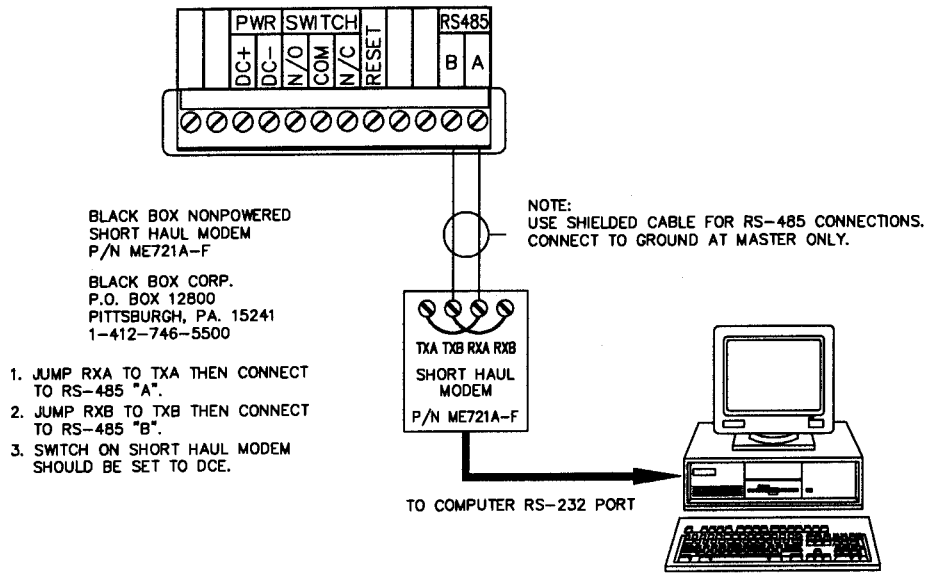 PWR SWITCH RS485
DC+ DC- N/O COM N/C RESET B A
BLACK BOX NONPOWERED
SHORT HAUL MODEM
P/N ME721A-F
BLACK BOX CORP.
P.O. BOX 12800
PITTSBURGH, PA. 15241
1-412-746-5500
1. JUMP RXA TO TXA THEN CONNECT
TO RS-485 "A".
2. JUMP RXB TO TXB THEN CONNECT
TO RS-485 "B".
3. SWITCH ON SHORT HAUL MODEM
SHOULD BE SET TO DCE.
NOTE:
USE SHIELDED CABLE FOR RS-485 CONNECTIONS.
CONNECT TO GROUND AT MASTER ONLY.
TXA TXB RXA RXB
SHORT HAUL
MODEM
P/N ME721A-F
TO COMPUTER RS-232 PORT